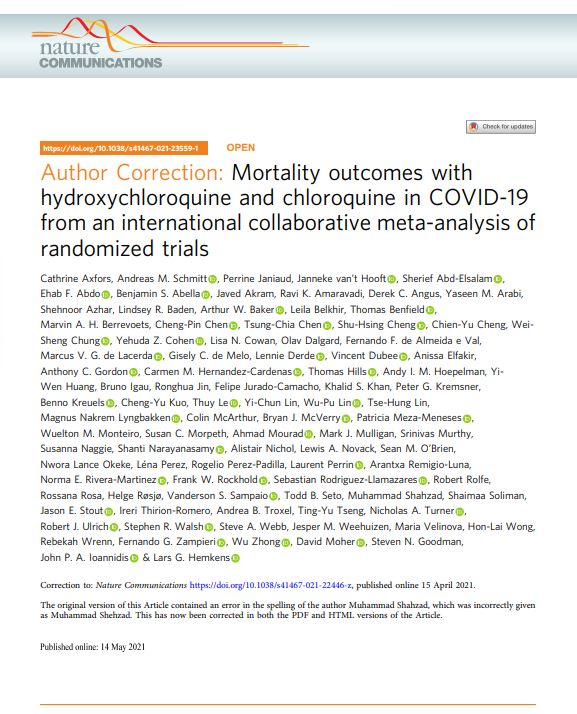 nature
COMMUNICATIONS
Check for updates
https://doi.org/10.1038/s41467-021-23559-1
OPEN
Author Correction: Mortality outcomes with
hydroxychloroquine and chloroquine in COVID-19
from an international collaborative meta-analysis of
randomized trials
Cathrine Axfors, Andreas M. Schmitt, Perrine Janiaud, Janneke van't Hooft, Sherief Abd-Elsalam,
Ehab F. Abdo, Benjamin S. Abella, Javed Akram, Ravi K. Amaravadi, Derek C. Angus, Yaseen M. Arabi,
Shehnoor Azhar, Lindsey R. Baden, Arthur W. Baker, Leila Belkhir, Thomas Benfield,
Marvin A. H. Berrevoets, Cheng-Pin Chen, Tsung-Chia Chen, Shu-Hsing Cheng, Chien-Yu Cheng, Wei-
Sheng Chung, Yehuda Z. Cohen, Lisa N. Cowan, Olav Dalgard, Fernando F. de Almeida e Val,
Marcus V. G. de Lacerda, Gisely C. de Melo, Lennie Derde, Vincent Dubee, Anissa Elfakir,
Anthony C. Gordon, Carmen M. Hernandez-Cardenas, Thomas Hills, Andy I. M. Hoepelman, Yi-
Wen Huang, Bruno Igau, Ronghua Jin, Felipe Jurado-Camacho, Khalid S. Khan, Peter G. Kremsner,
Benno Kreuels, Cheng-Yu Kuo, Thuy Le, Yi-Chun Lin, Wu-Pu Lin, Tse-Hung Lin,
Magnus Nakrem Lyngbakken, Colin McArthur, Bryan J. McVerry, Patricia Meza-Meneses,
Wuelton M. Monteiro, Susan C. Morpeth, Ahmad Mourad, Mark J. Mulligan, Srinivas Murthy,
Susanna Naggie, Shanti Narayanasamy, Alistair Nichol, Lewis A. Novack, Sean M. O'Brien,
Nwora Lance Okeke, Léna Perez, Rogelio Perez-Padilla, Laurent Perrin, Arantxa Remigio-Luna,
Norma E. Rivera-Martinez, Frank W. Rockhold, Sebastian Rodriguez-Llamazares, Robert Rolfe,
Rossana Rosa, Helge Røsjø, Vanderson S. Sampaio, Todd B. Seto, Muhammad Shahzad, Shaimaa Soliman,
Jason E. Stout, Ireri Thirion-Romero, Andrea B. Troxel, Ting-Yu Tseng, Nicholas A. Turner,
Robert J. Ulrich, Stephen R. Walsh, Steve A. Webb, Jesper M. Weehuizen, Maria Velinova, Hon-Lai Wong,
Rebekah Wrenn, Fernando G. Zampieri, Wu Zhong, David Moher, Steven N. Goodman,
John P. A. Ioannidis & Lars G. Hemkens
Correction to: Nature Communications https://doi.org/10.1038/s41467-021-22446-z, published online 15 April 2021.
The original version of this Article contained an error in the spelling of the author Muhammad Shahzad, which was incorrectly given
as Muhammad Shehzad. This has now been corrected in both the PDF and HTML versions of the Article.
Published online: 14 May 2021